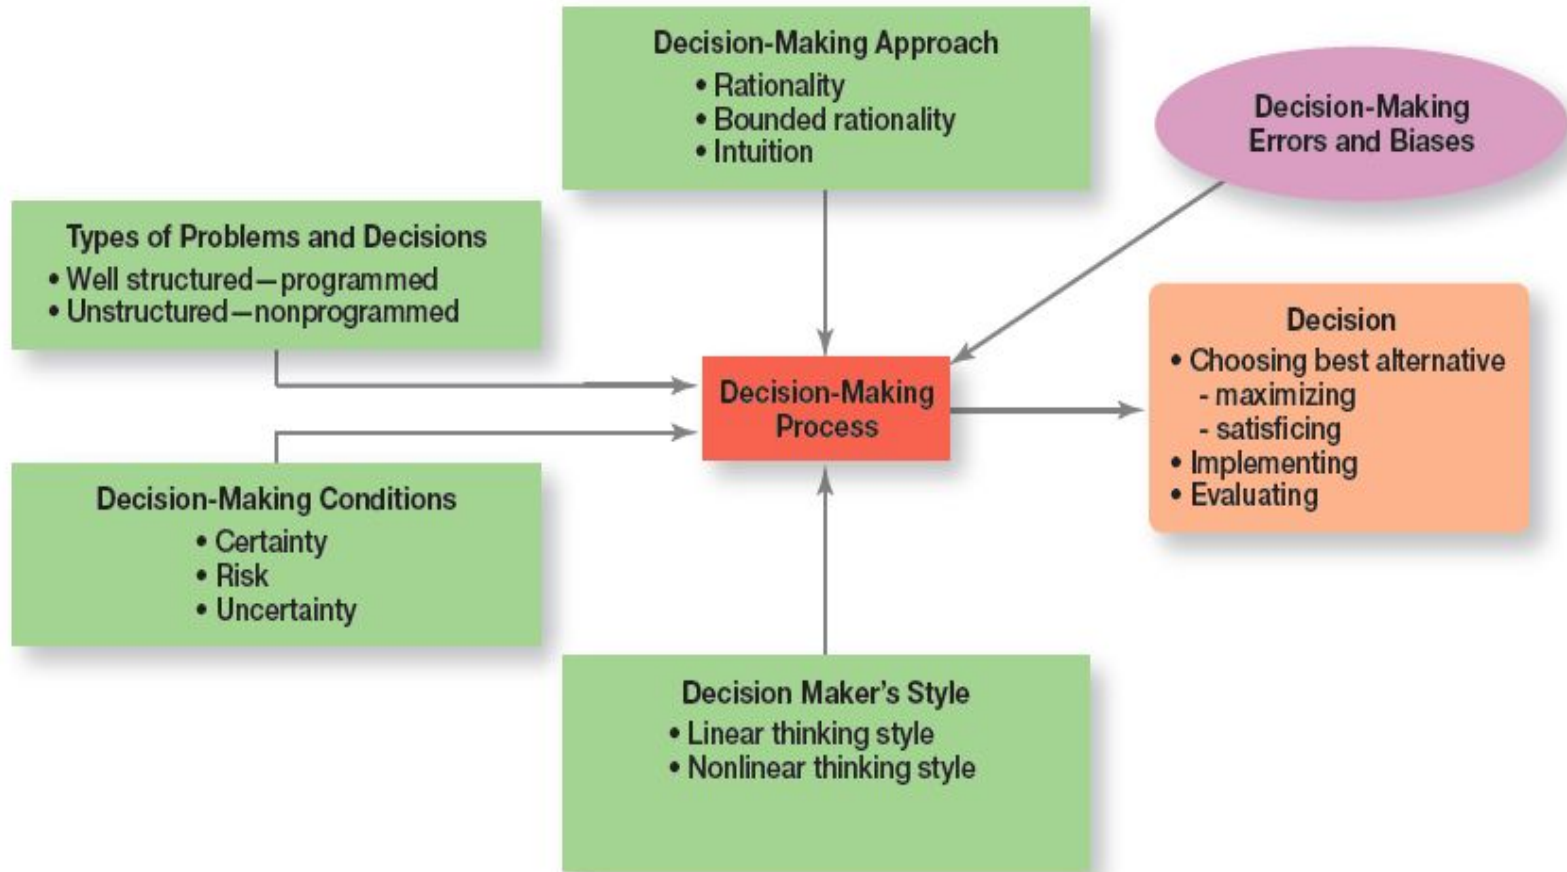 Decision-Making Approach
• Rationality
• Bounded rationality
• Intuition
Decision-Making
Errors and Biases
Types of Problems and Decisions
• Well structured—programmed
• Unstructured—nonprogrammed
Decision
• Choosing best alternative
- maximizing
- satisficing
• Implementing
• Evaluating
Decision-Making
Process
Decision-Making Conditions
• Certainty
• Risk
• Uncertainty
Decision Maker’s Style
• Linear thinking style
• Nonlinear thinking style